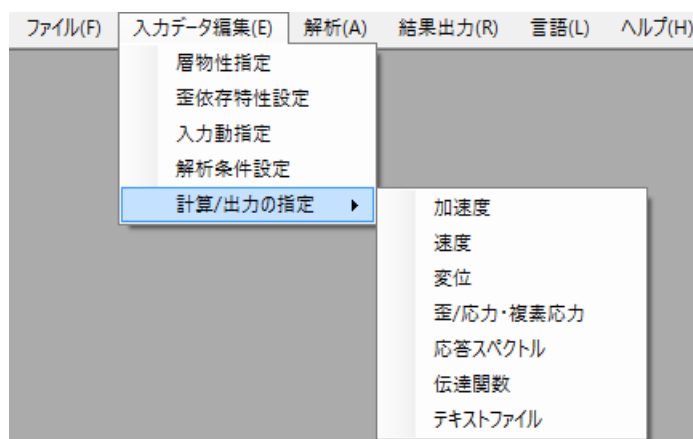 ファイル(F) 入力データ編集(E) 解析(A) 結果出力(R) 言語(L) ヘルプ(H)
層物性指定
歪依存特性設定
入力動指定
解析条件設定
計算/出力の指定
加速度
速度
変位
歪/応力・複素応力
応答スペクトル
伝達関数
テキストファイル